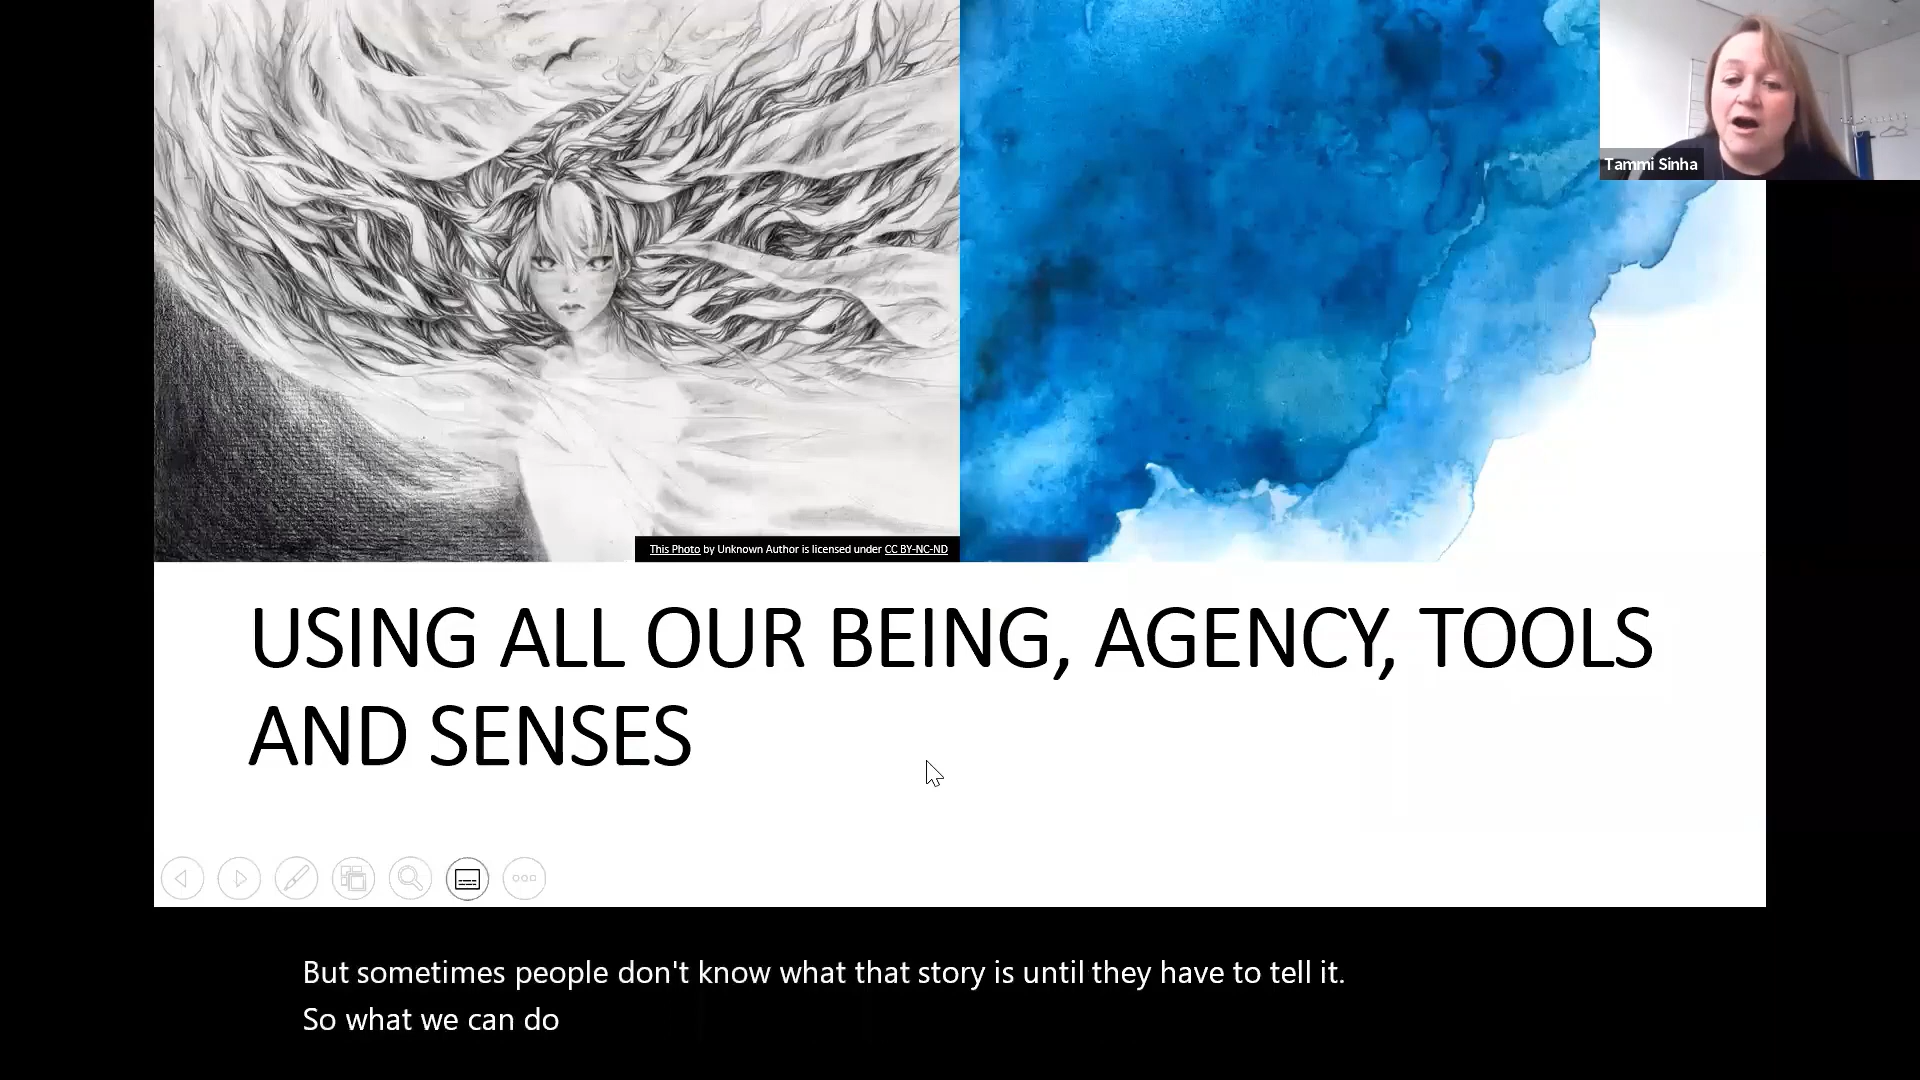 Tammi Sinha
This Photo by Unknown Author is licensed under CC BY-NC-ND
USING ALL OUR BEING, AGENCY, TOOLS
AND SENSES
But sometimes people don't know what that story is until they have to tell it.
So what we can do